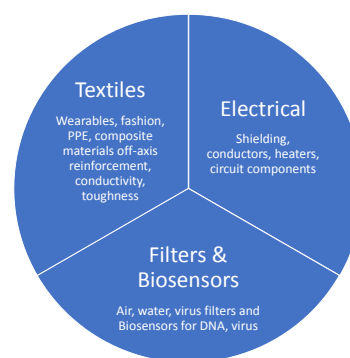 Textiles
Wearables, fashion,
PPE, composite
materials off-axis
reinforcement,
conductivity,
toughness
Electrical
Shielding,
conductors, heaters,
circuit components
Filters &
Biosensors
Air, water, virus filters and
Biosensors for DNA, virus